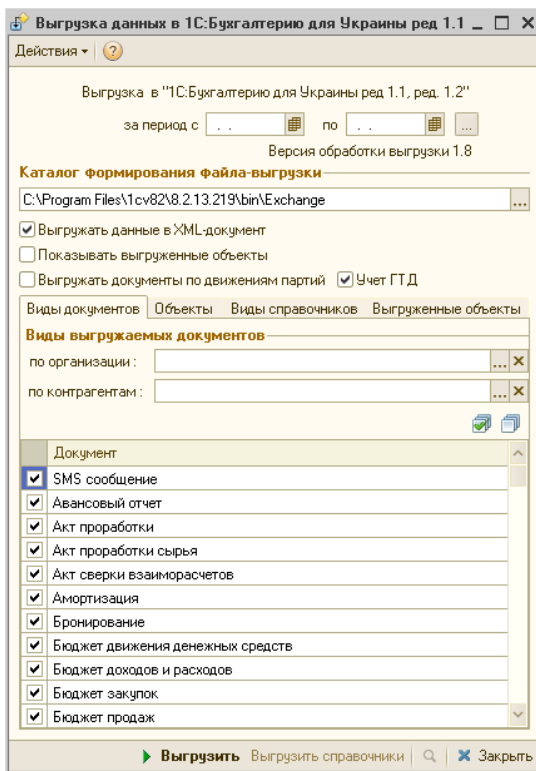 Выгрузка данных в 1С:Бухгалтерию для Украины ред 1.1
Действия
Выгрузка в "1С:Бухгалтерию для Украины ред 1.1, ред. 1.2"
за период с . . по . . ...
Версия обработки выгрузки 1.8
Каталог формирования файла-выгрузки
C:\Program Files\1cv82\8.2.13.219\bin\Exchange ...
Выгружать данные в XML-документ
Показывать выгруженные объекты
Выгружать документы по движениям партий Учет ГТД
Виды документов Объекты Виды справочников Выгруженные объекты
Виды выгружаемых документов
по организации : ... ×
по контрагентам : ... ×
Документ
SMS сообщение
Авансовый отчет
Акт проработки
Акт проработки сырья
Акт сверки взаиморасчетов
Амортизация
Бронирование
Бюджет движения денежных средств
Бюджет доходов и расходов
Бюджет закупок
Бюджет продаж
Выгрузить Выгрузить справочники Закрыть